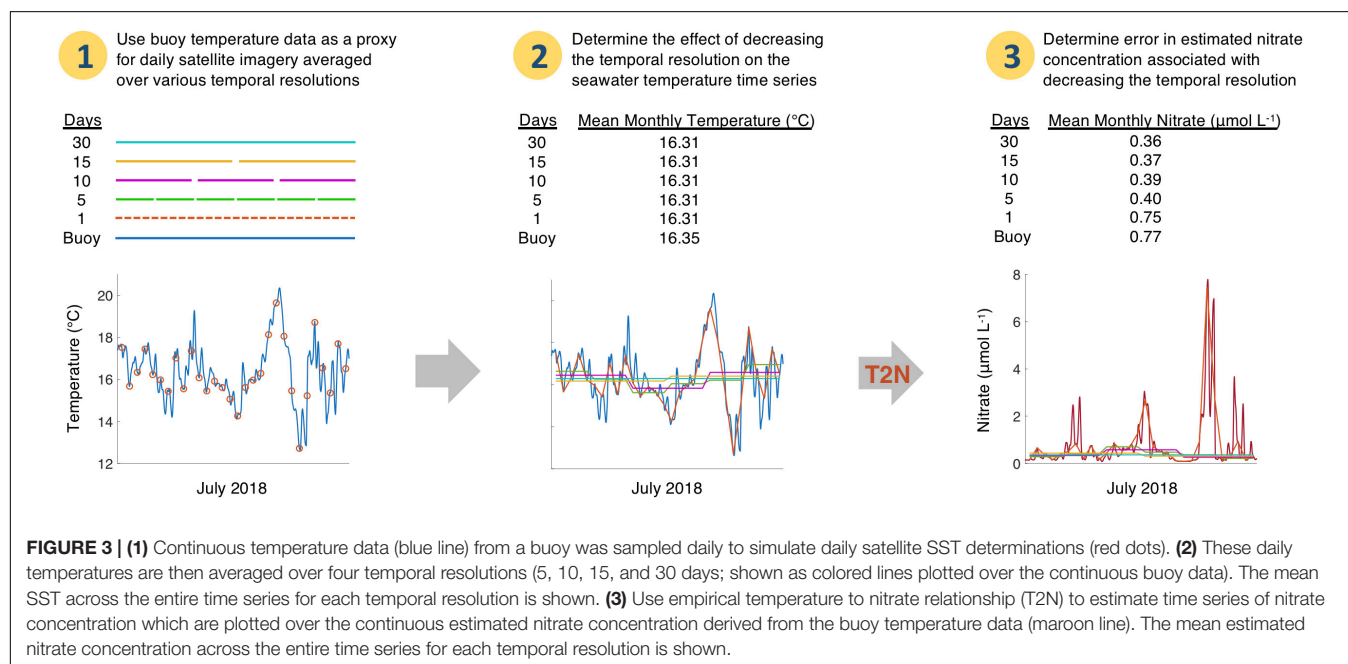 1
Use buoy temperature data as a proxy
for daily satellite imagery averaged
over various temporal resolutions
Days
30
15
10
5
1
Buoy
Temperature (°C)
20
18
16
14
12
July 2018
2
Determine the effect of decreasing
the temporal resolution on the
seawater temperature time series
Days Mean Monthly Temperature (°C)
30 16.31
15 16.31
10 16.31
5 16.31
1 16.31
Buoy 16.35
July 2018
T2N
3
Determine error in estimated nitrate
concentration associated with
decreasing the temporal resolution
Days Mean Monthly Nitrate (µmol L-1)
30 0.36
15 0.37
10 0.39
5 0.40
1 0.75
Buoy 0.77
Nitrate (µmol L-1)
8
6
4
2
0
July 2018
FIGURE 3 | (1) Continuous temperature data (blue line) from a buoy was sampled daily to simulate daily satellite SST determinations (red dots). (2) These daily
temperatures are then averaged over four temporal resolutions (5, 10, 15, and 30 days; shown as colored lines plotted over the continuous buoy data). The mean
SST across the entire time series for each temporal resolution is shown. (3) Use empirical temperature to nitrate relationship (T2N) to estimate time series of nitrate
concentration which are plotted over the continuous estimated nitrate concentration derived from the buoy temperature data (maroon line). The mean estimated
nitrate concentration across the entire time series for each temporal resolution is shown.